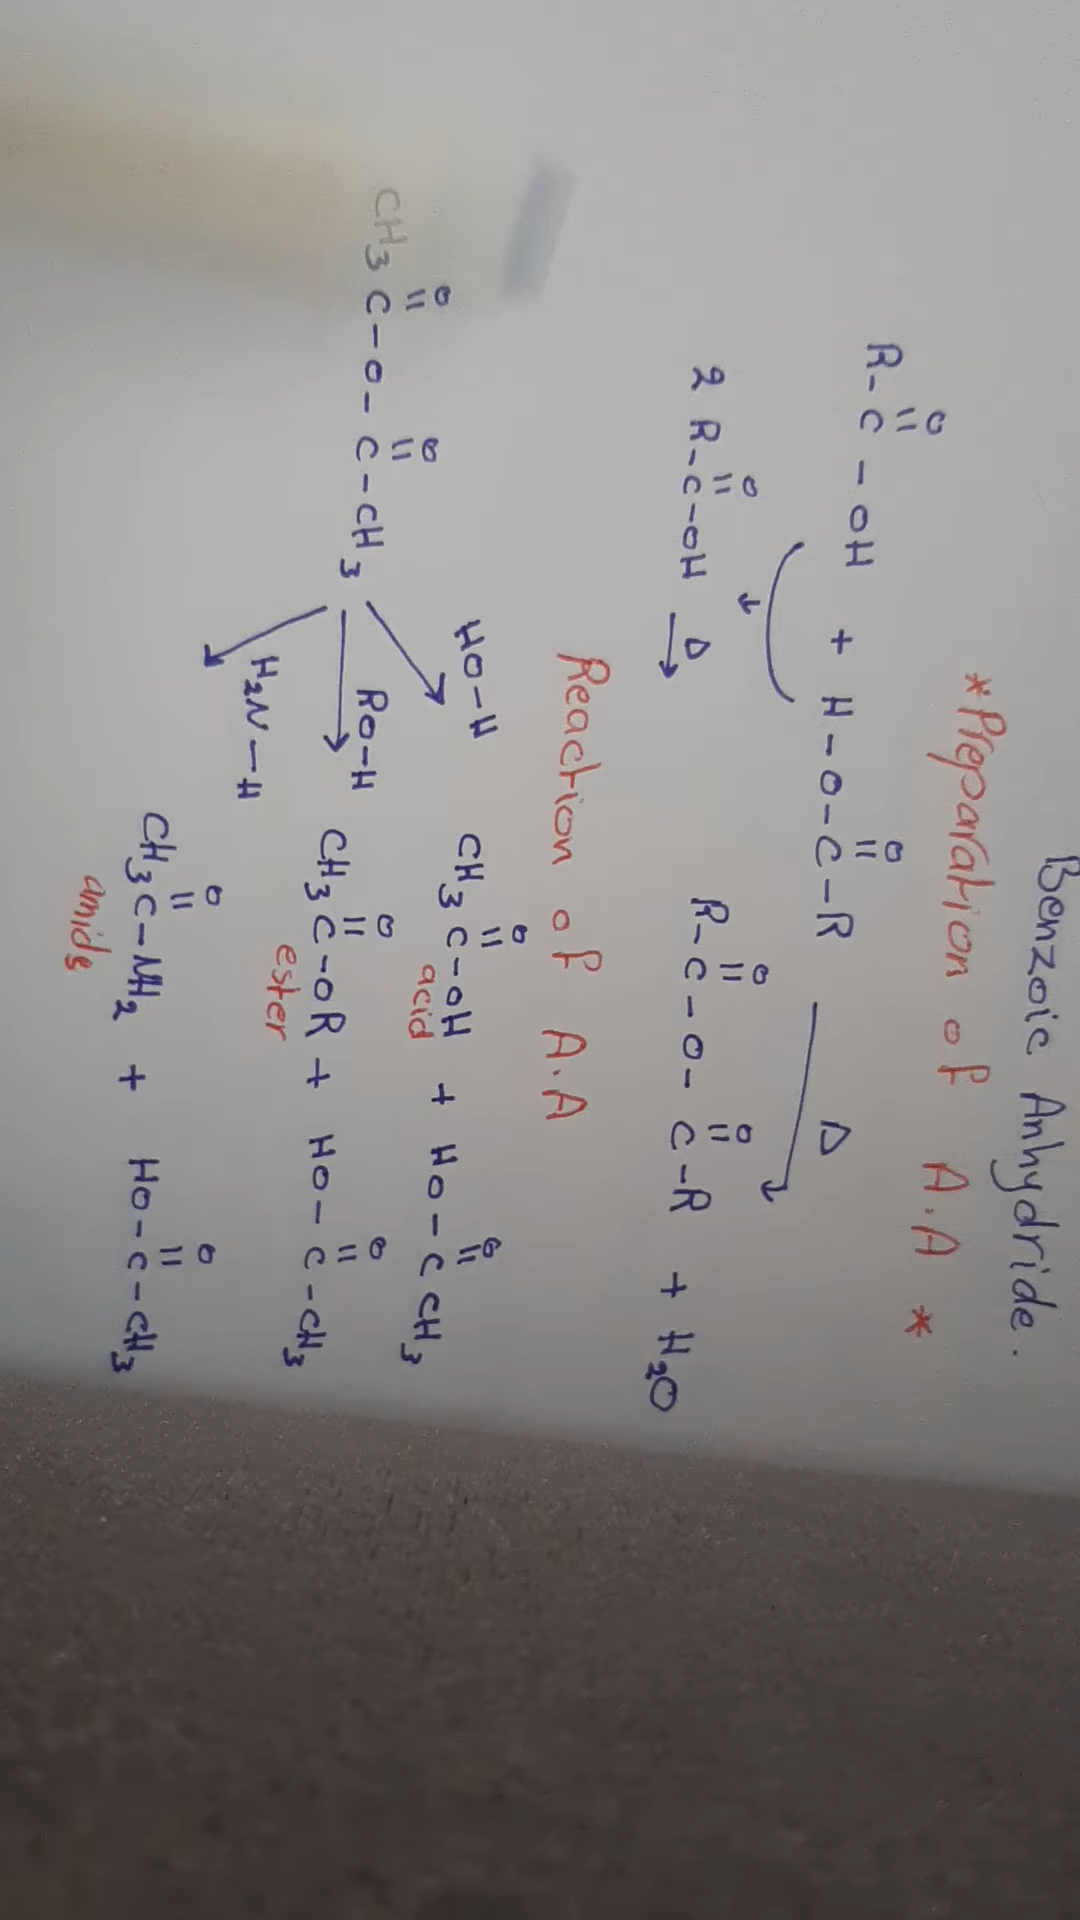 Benzoic Anhydride.
*Preparation of A.A *
O O
R-C-OH + H-O-C-R Δ
O O O
2 R-C-OH Δ R-C-O-C-R + H2O
Reaction of A.A
HO-H
O O
CH3C-OH + HO-C CH3
acid
O O
CH3C-O-C-CH3
RO-H
O O
CH3C-OR + HO-C-CH3
ester
H2N-H
O O
CH3C-NH2 + HO-C-CH3
amide